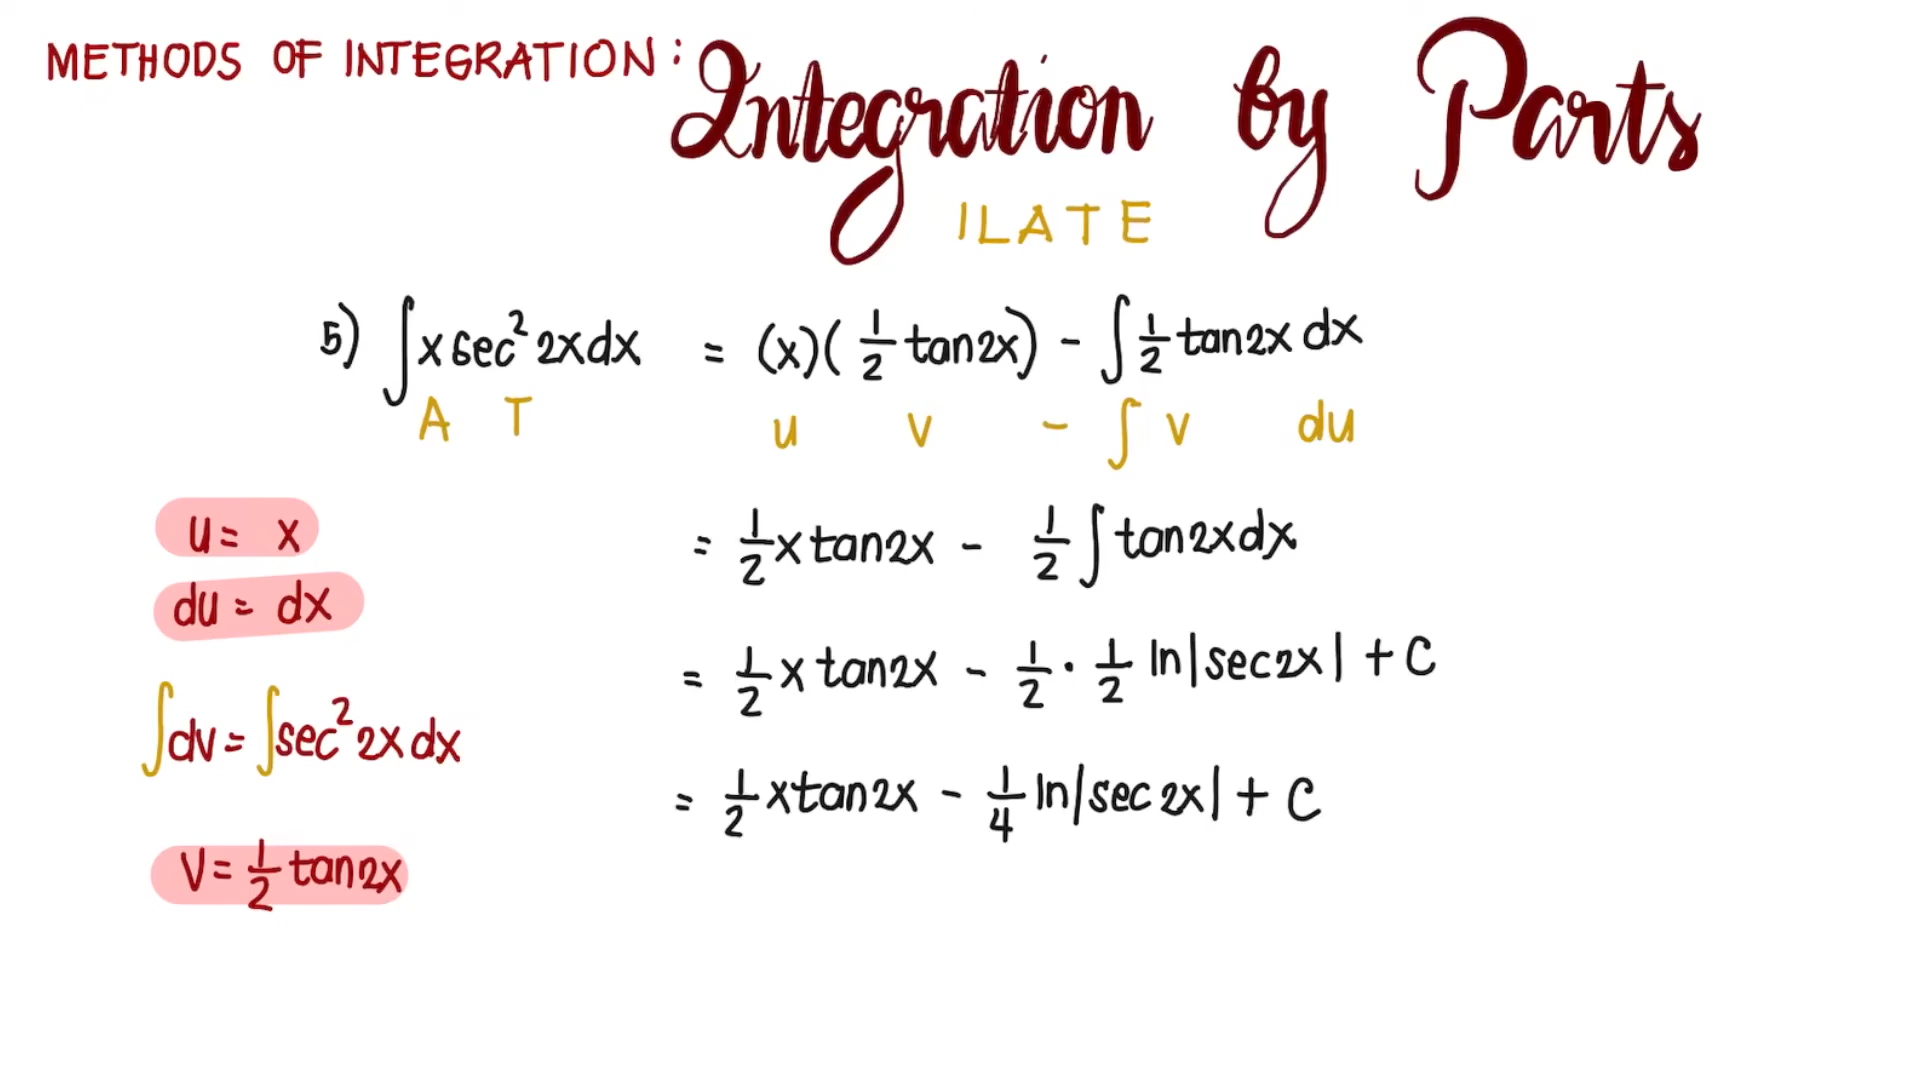 METHODS OF INTEGRATION: Integration by Parts
ILATE
5) ∫x sec² 2x dx = (x)(½ tan2x) - ∫½ tan2x dx
A T u v - ∫ v du
u = x
= ½ x tan2x - ½ ∫ tan2x dx
du = dx
= ½ x tan2x - ½ · ½ ln|sec2x| + C
∫dv = ∫sec² 2x dx
= ½ x tan2x - ¼ ln|sec 2x| + C
v = ½ tan2x